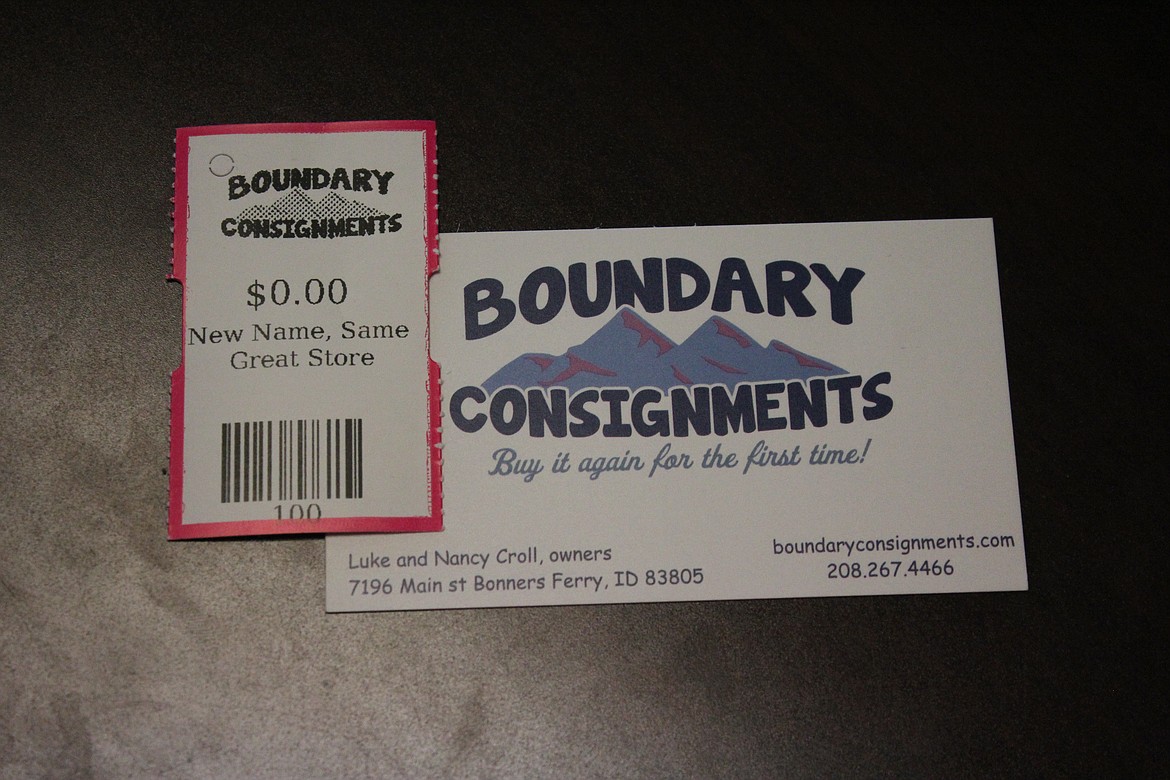 BOUNDARY
CONSIGNMENTS
$0.00
New Name, Same
Great Store
100
BOUNDARY
CONSIGNMENTS
Buy it again for the first time!
Luke and Nancy Croll, owners
7196 Main st Bonners Ferry, ID 83805
boundaryconsignments.com
208.267.4466